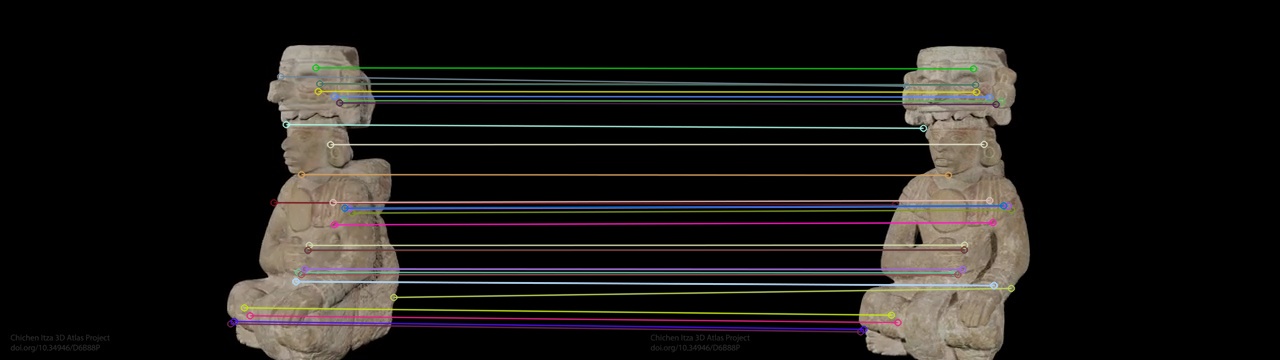 Chichen Itza 3D Atlas Project
doi.org/10.34946/D6B88P
Chichen Itza 3D Atlas Project
doi.org/10.34946/D6B88P